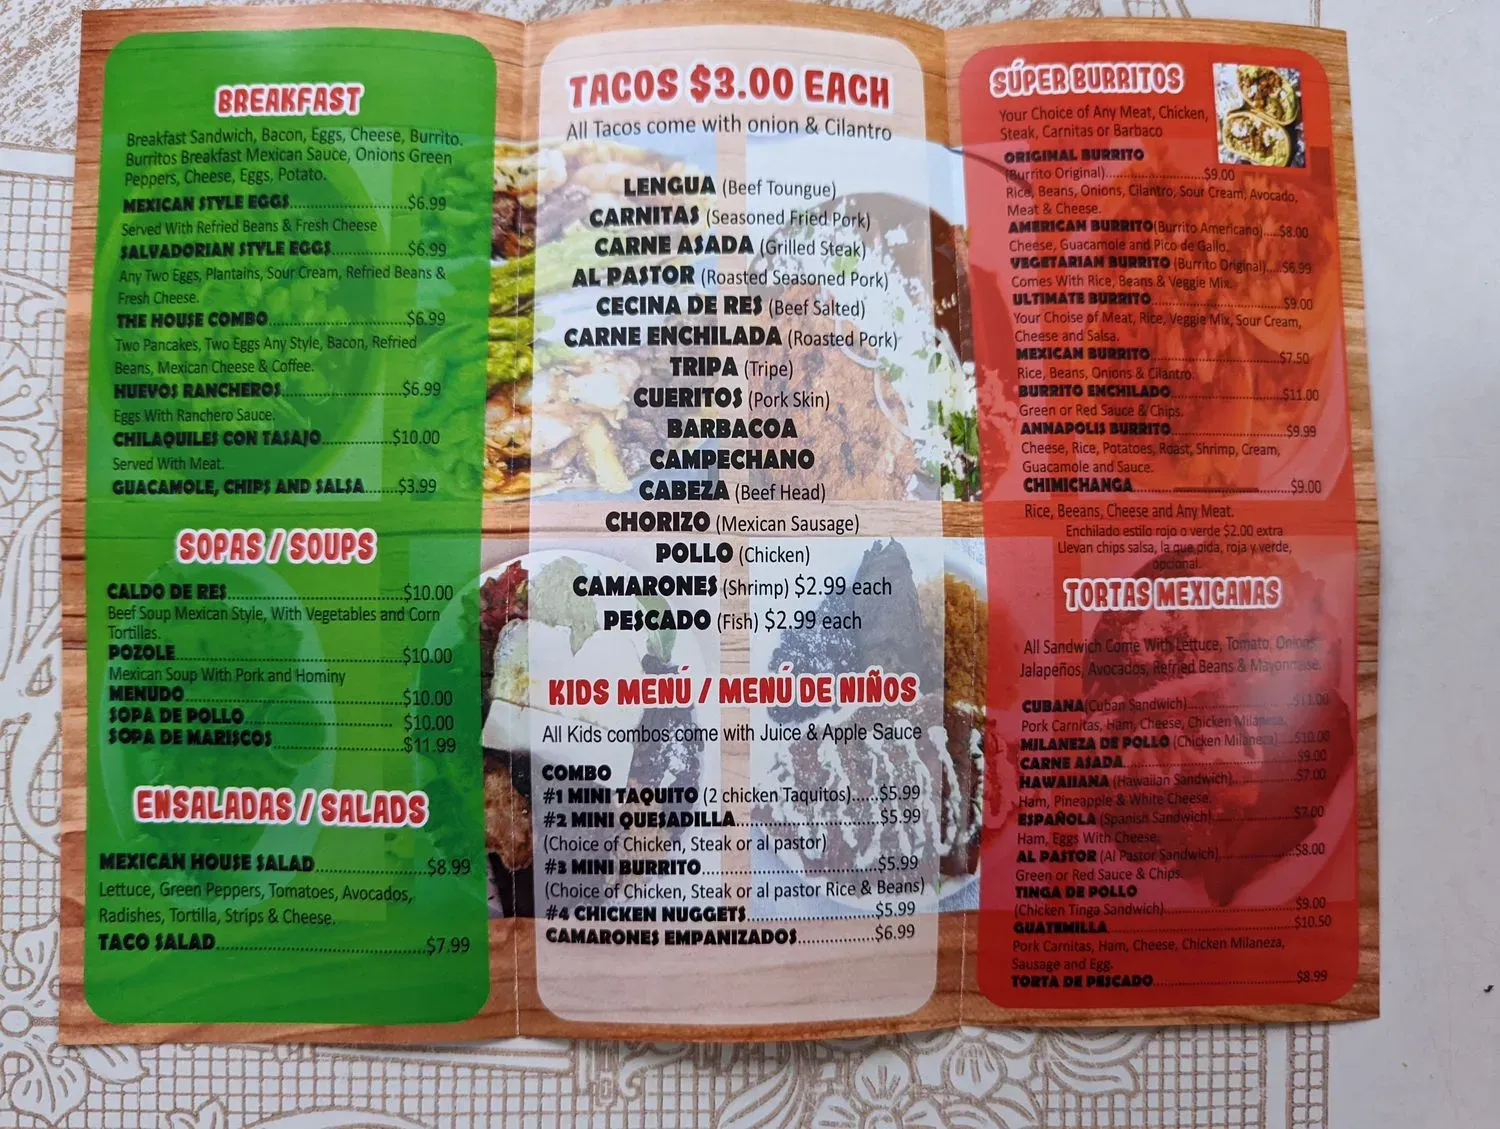 BREAKFAST
Breakfast Sandwich, Bacon, Eggs, Cheese, Burrito.
Burritos Breakfast Mexican Sauce, Onions Green
Peppers, Cheese, Eggs, Potato.
MEXICAN STYLE EGGS..........................$6.99
Served With Refried Beans & Fresh Cheese
SALVADORIAN STYLE EGGS..................$6.99
Any Two Eggs, Plantains, Sour Cream, Refried Beans &
Fresh Cheese.
THE HOUSE COMBO................................$6.99
Two Pancakes, Two Eggs Any Style, Bacon, Refried
Beans, Mexican Cheese & Coffee.
HUEVOS RANCHEROS............................$6.99
Eggs With Ranchero Sauce.
CHILAQUILES CON TASAJO................$10.00
Served With Meat.
GUACAMOLE, CHIPS AND SALSA........$3.99
SOPAS / SOUPS
CALDO DE RES........................................$10.00
Beef Soup Mexican Style, With Vegetables and Corn
Tortillas.
POZOLE....................................................$10.00
Mexican Soup With Pork and Hominy
MENUDO..................................................$10.00
SOPA DE POLLO.....................................$10.00
SOPA DE MARISCOS..............................$11.99
ENSALADAS / SALADS
MEXICAN HOUSE SALAD..........................$8.99
Lettuce, Green Peppers, Tomatoes, Avocados,
Radishes, Tortilla, Strips & Cheese.
TACO SALAD................................................$7.99
TACOS $3.00 EACH
All Tacos come with onion & Cilantro
LENGUA (Beef Toungue)
CARNITAS (Seasoned Fried Pork)
CARNE ASADA (Grilled Steak)
AL PASTOR (Roasted Seasoned Pork)
CECINA DE RES (Beef Salted)
CARNE ENCHILADA (Roasted Pork)
TRIPA (Tripe)
CUERITOS (Pork Skin)
BARBACOA
CAMPECHANO
CABEZA (Beef Head)
CHORIZO (Mexican Sausage)
POLLO (Chicken)
CAMARONES (Shrimp) $2.99 each
PESCADO (Fish) $2.99 each
KIDS MENÚ / MENÚ DE NIÑOS
All Kids combos come with Juice & Apple Sauce
COMBO
#1 MINI TAQUITO (2 chicken Taquitos)......$5.99
#2 MINI QUESADILLA................................$5.99
(Choice of Chicken, Steak or al pastor)
#3 MINI BURRITO.......................................$5.99
(Choice of Chicken, Steak or al pastor Rice & Beans)
#4 CHICKEN NUGGETS.............................$5.99
CAMARONES EMPANIZADOS..................$6.99
SÚPER BURRITOS
Your Choice of Any Meat, Chicken,
Steak, Carnitas or Barbaco
ORIGINAL BURRITO
(Burrito Original)..........................$9.00
Rice, Beans, Onions, Cilantro, Sour Cream, Avocado,
Meat & Cheese.
AMERICAN BURRITO(Burrito Americano)....$8.00
Cheese, Guacamole and Pico de Gallo.
VEGETARIAN BURRITO (Burrito Original)....$6.99
Comes With Rice, Beans & Veggie Mix.
ULTIMATE BURRITO...................................$9.00
Your Choise of Meat, Rice, Veggie Mix, Sour Cream,
Cheese and Salsa.
MEXICAN BURRITO...................................$7.50
Rice, Beans, Onions & Cilantro.
BURRITO ENCHILADO..............................$11.00
Green or Red Sauce & Chips.
ANNAPOLIS BURRITO..............................$9.99
Cheese, Rice, Potatoes, Roast, Shrimp, Cream,
Guacamole and Sauce.
CHIMICHANGA..........................................$9.00
Rice, Beeans, Cheese and Any Meat.
Enchilado estilo rojo o verde $2.00 extra
Llevan chips salsa, la que pida, roja y verde,
opcional.
TORTAS MEXICANAS
All Sandwich Come With Lettuce, Tomato, Onions
Jalapeños, Avocados, Refried Beans & Mayonnaise.
CUBANA(Cuban Sandwich)..........................$11.00
Pork Carnitas, Ham, Cheese, Chicken Milaneza.
MILANEZA DE POLLO (Chicken Milaneza)....$10.00
CARNE ASADA..........................................$9.00
HAWAIIANA (Hawaiian Sandwich)...............$7.00
Ham, Pineapple & White Cheese.
ESPAÑOLA (Spanish Sandwich)..................$7.00
Ham, Eggs With Cheese.
AL PASTOR (Al Pastor Sandwich)................$8.00
Green or Red Sauce & Chips.
TINGA DE POLLO
(Chicken Tinga Sandwich)...........................$9.00
GUATEMILLA.............................................$10.50
Pork Carnitas, Ham, Cheese, Chicken Milaneza,
Sausage and Egg.
TORTA DE PESCADO.................................$8.99